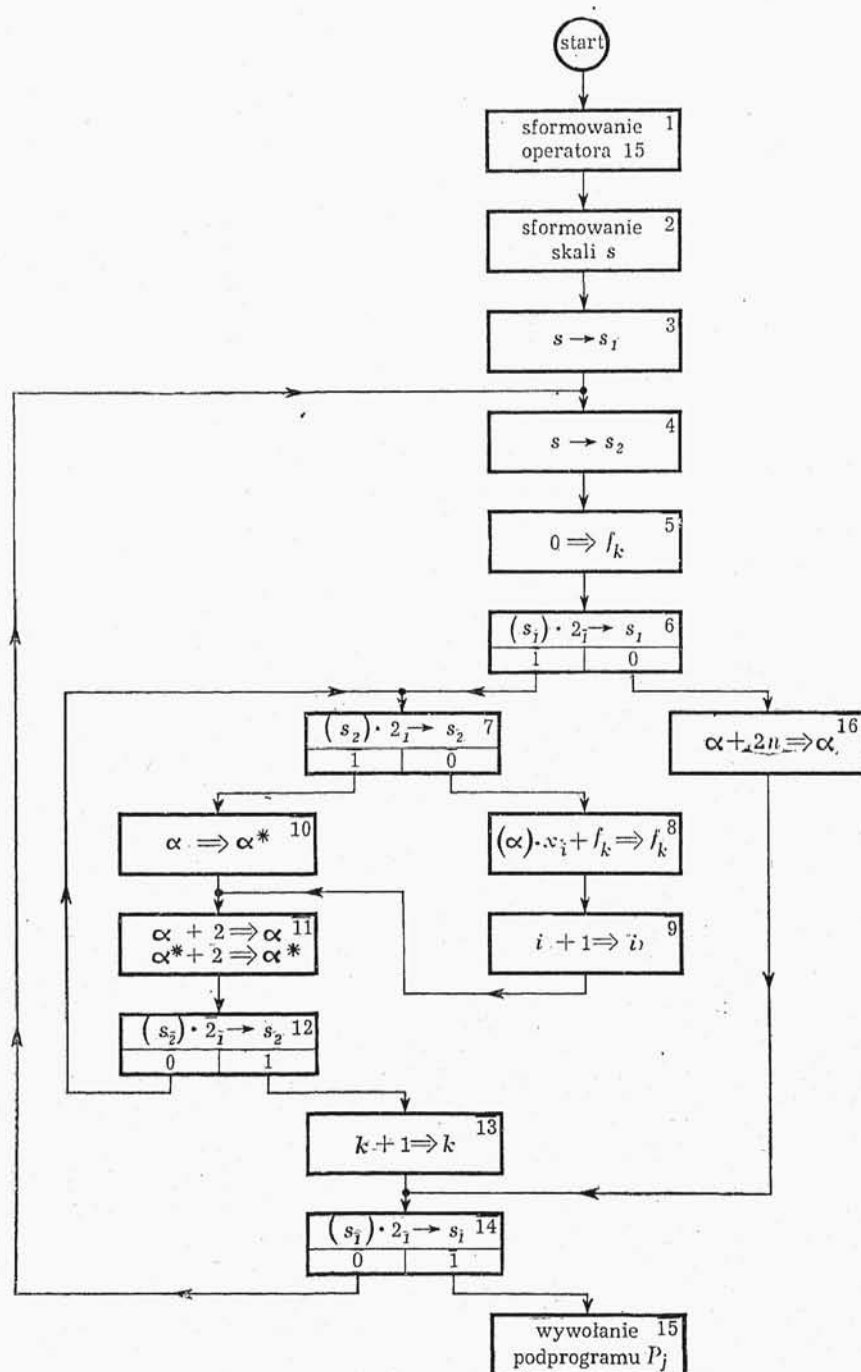 start
1
sformowanie
operatora 15
2
sformowanie
skali s
3
s → s₁
4
s → s₂
5
0 ⇒ f_k
(s₁) · 2₁ → s₁ 6
1 0
(s₂) · 2₁ → s₂ 7
1 0
16
α + 2n ⇒ α
10
α ⇒ α*
8
(α) · x_i + f_k ⇒ f_k
α + 2 ⇒ α 11
α* + 2 ⇒ α*
9
i + 1 ⇒ i
(s₂) · 2₁ → s₂ 12
0 1
13
k + 1 ⇒ k
(s₁) · 2₁ → s₁ 14
0 1
wywołanie 15
podprogramu P_j